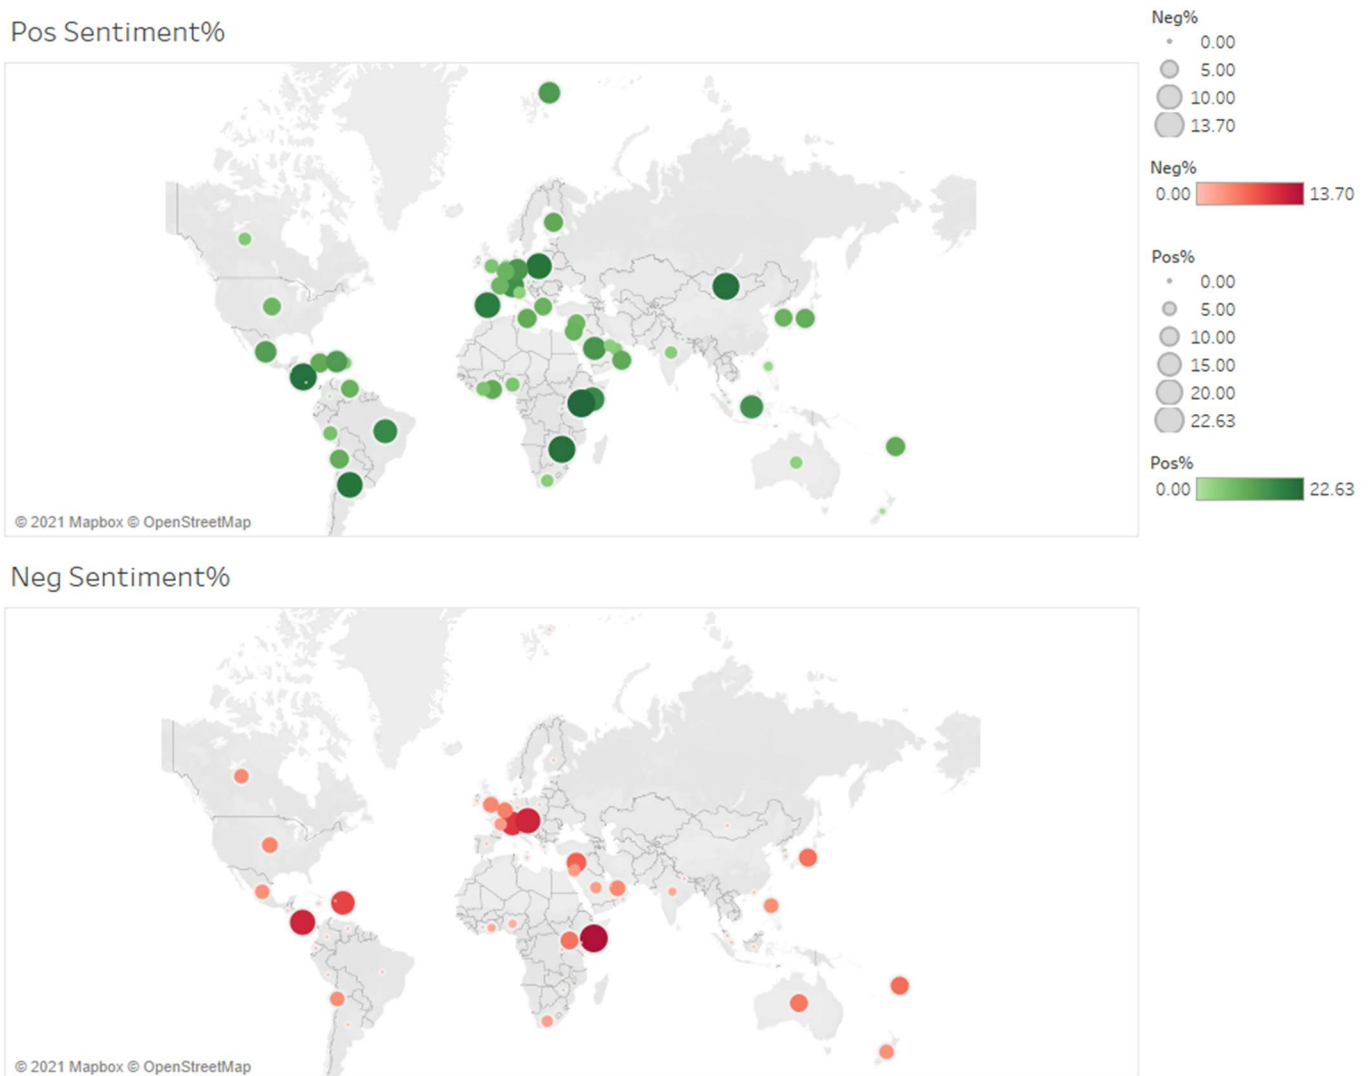 Pos Sentiment%
© 2021 Mapbox © OpenStreetMap
Neg Sentiment%
© 2021 Mapbox © OpenStreetMap
Neg%
0.00
5.00
10.00
13.70
Neg%
0.00 13.70
Pos%
0.00
5.00
10.00
15.00
20.00
22.63
Pos%
0.00 22.63